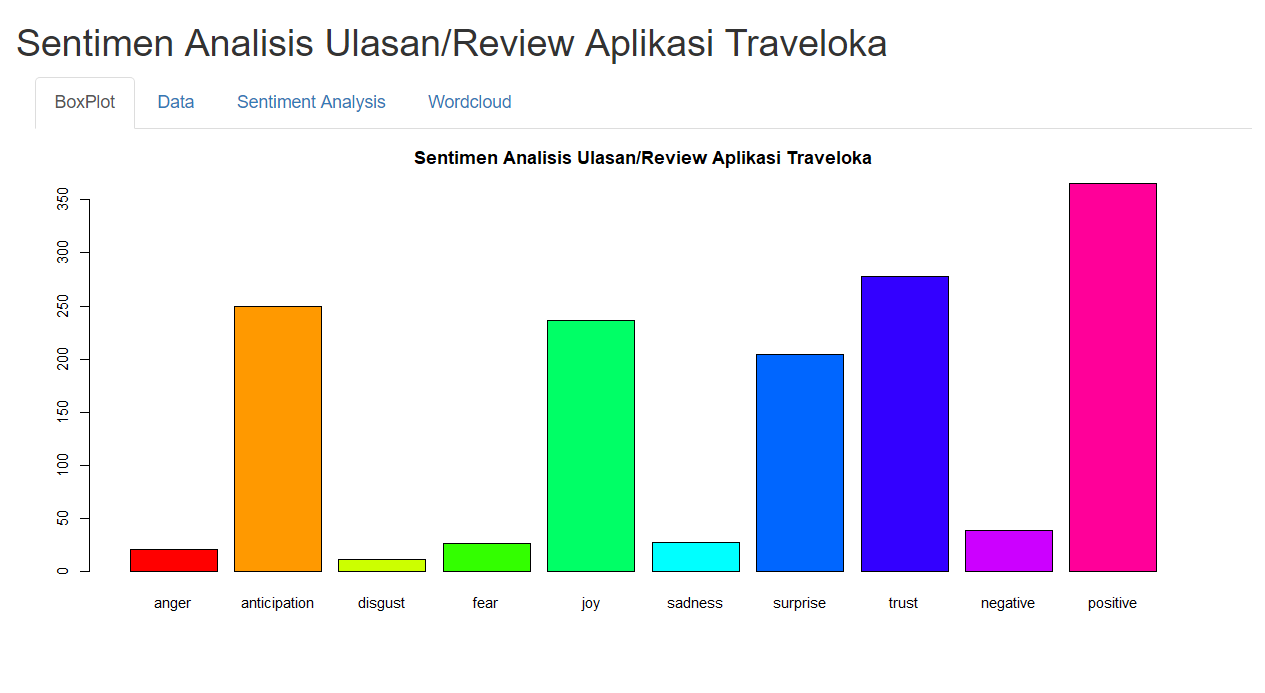 Sentimen Analisis Ulasan/Review Aplikasi Traveloka
BoxPlot Data Sentiment Analysis Wordcloud
Sentimen Analisis Ulasan/Review Aplikasi Traveloka
350
300
250
200
150
100
50
0
anger anticipation disgust fear joy sadness surprise trust negative positive